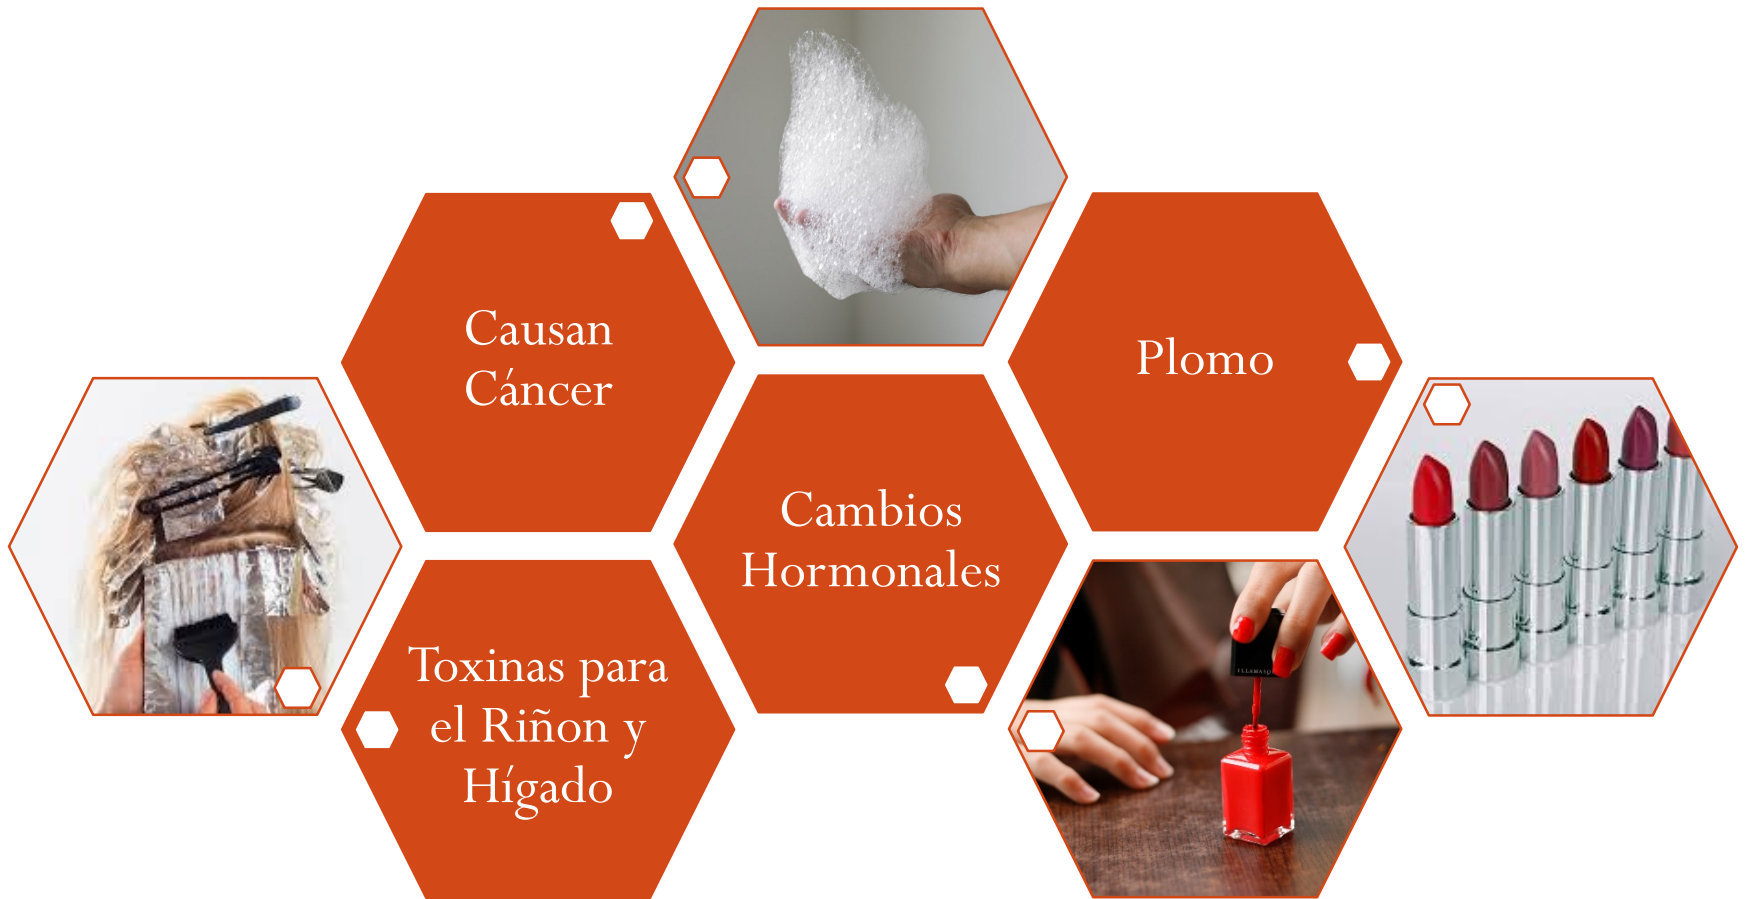 Causan
Cáncer
Plomo
Cambios
Hormonales
Toxinas para
el Riñon y
Hígado